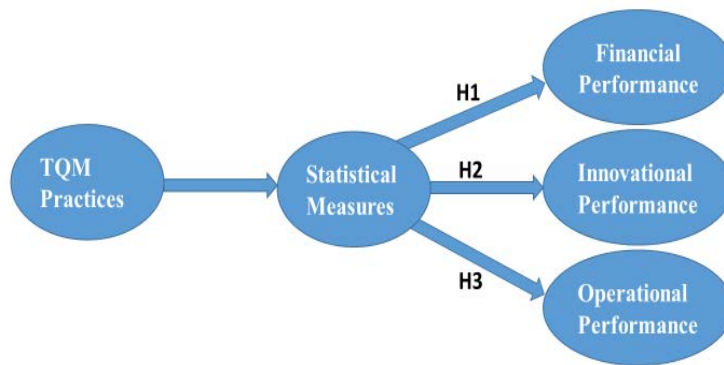 TQM
Practices
Statistical
Measures
H1
H2
H3
Financial
Performance
Innovational
Performance
Operational
Performance